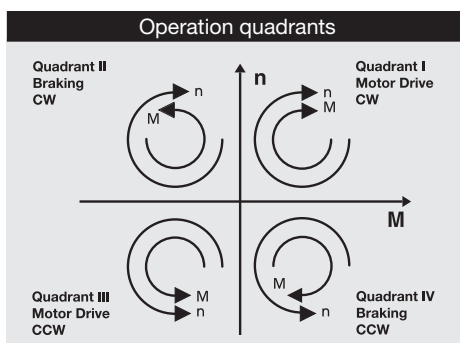 Operation quadrants
Quadrant II
Braking
CW
n
M
n
Quadrant I
Motor Drive
CW
n
M
M
Quadrant III
Motor Drive
CCW
M
n
M
n
Quadrant IV
Braking
CCW